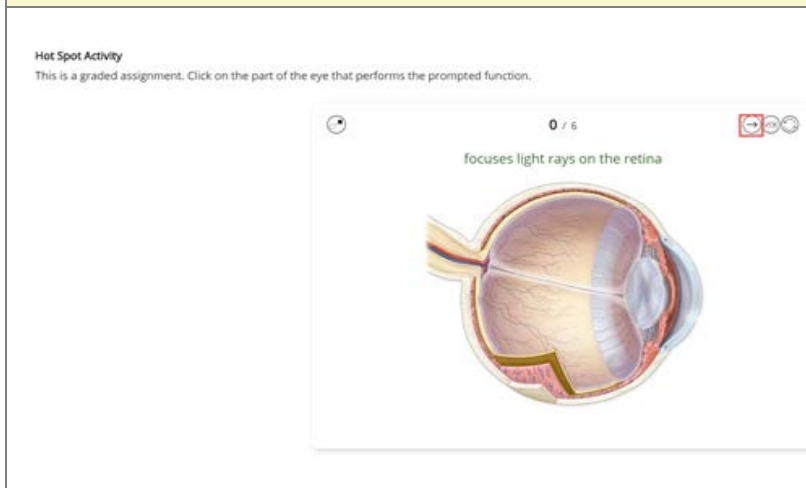 Hot Spot Activity
This is a graded assignment. Click on the part of the eye that performs the prompted function.
0 / 6
focuses light rays on the retina